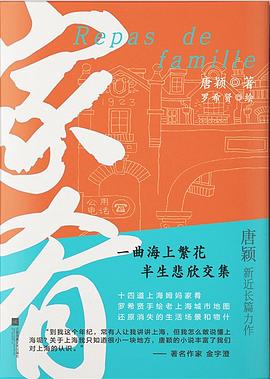 家肴
Repas de
famille
唐颖◎著
罗希贤◎绘
1923
公用
电话
一曲海上繁花
半生悲欣交集
唐颖
新近长篇力作
十四道上海姆妈家肴
罗希贤手绘老上海城市地图
还原消失的生活场景和物什
“到我这个年纪，常有人让我讲讲上
海，但我怎么敢说懂上
海呢？关于上海我只知道很小一块地方，唐颖的小说丰富了我们
对上海的认识。”
——著名作家 金宇澄